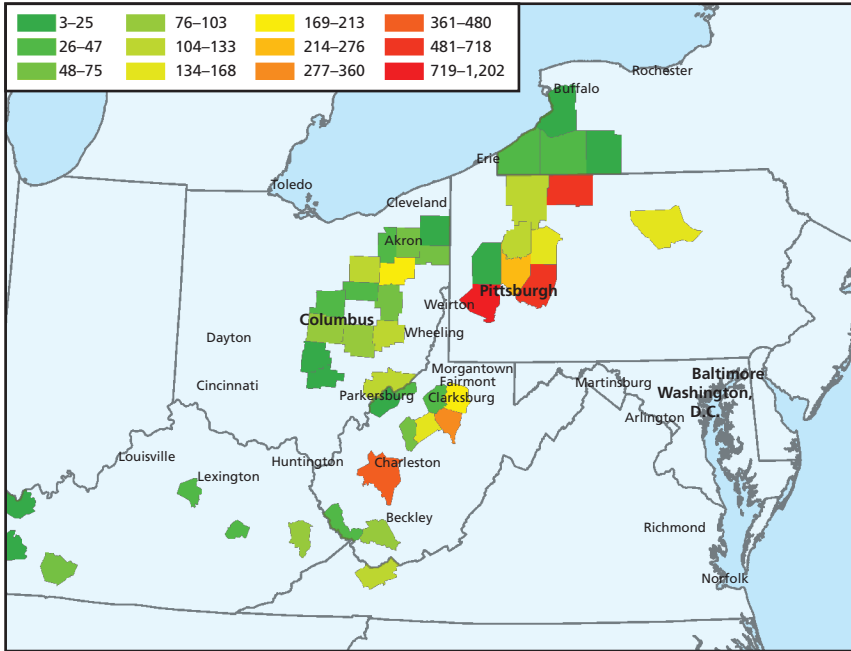 3–25 76–103 169–213 361–480
26–47 104–133 214–276 481–718
48–75 134–168 277–360 719–1,202
Rochester
Buffalo
Erie
Toledo
Cleveland
Akron
Pittsburgh
Weirton
Columbus
Wheeling
Dayton
Morgantown
Baltimore
Fairmont
Martinsburg
Washington,
D.C.
Cincinnati
Parkersburg
Clarksburg
Arlington
Louisville
Huntington
Charleston
Lexington
Beckley
Richmond
Norfolk